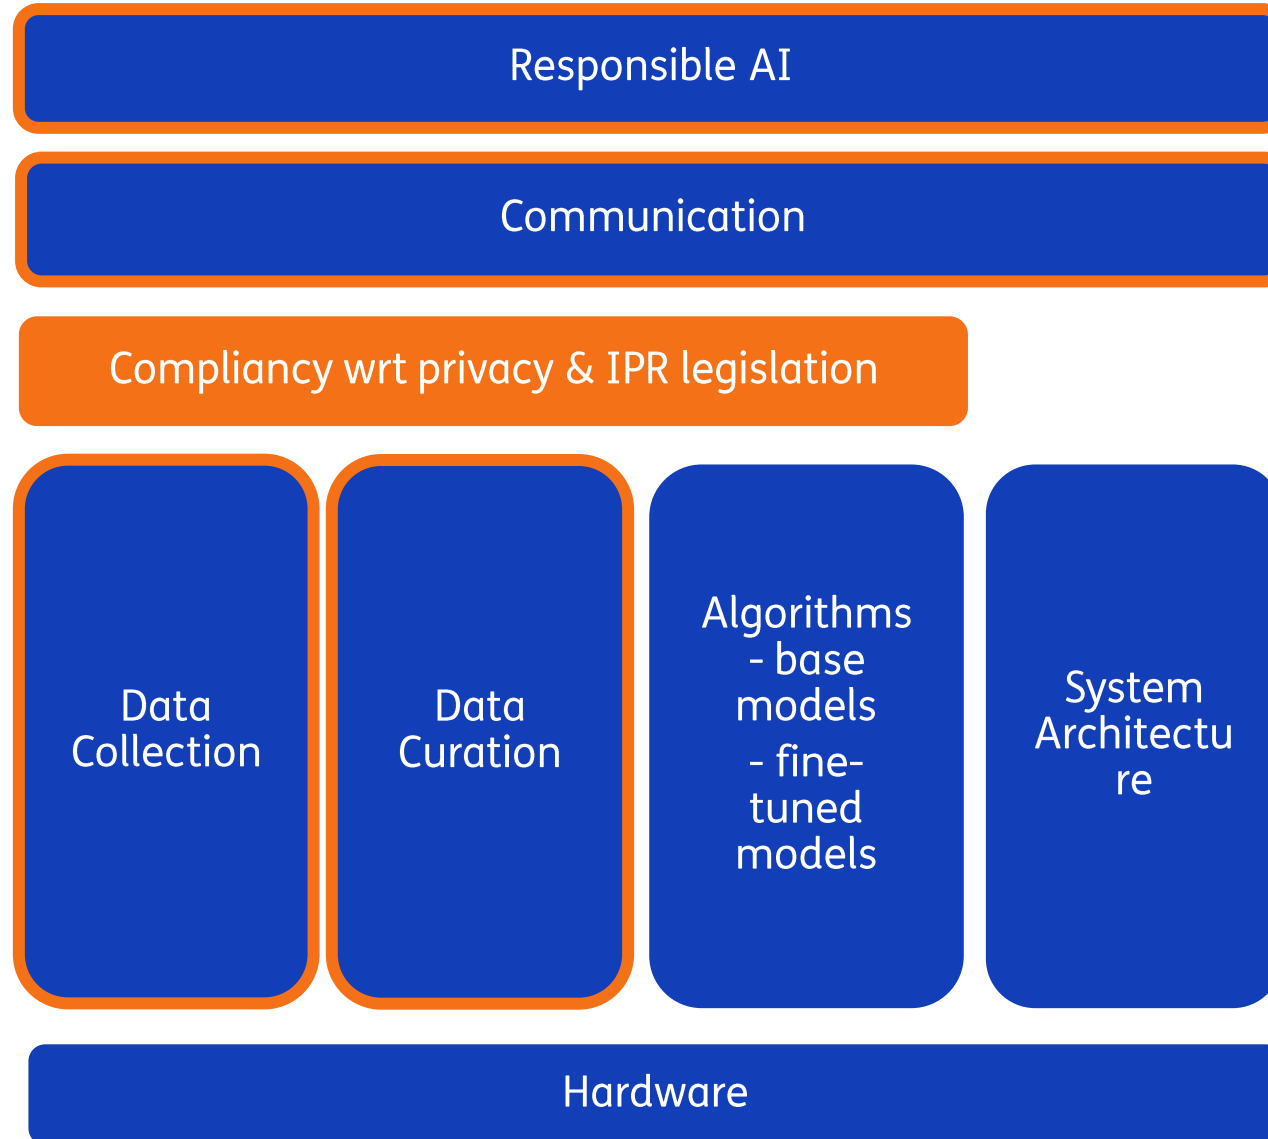 Responsible AI
Communication
Compliancy wrt privacy & IPR legislation
Data
Collection
Data
Curation
Algorithms
- base
models
- fine-
tuned
models
System
Architectu
re
Hardware